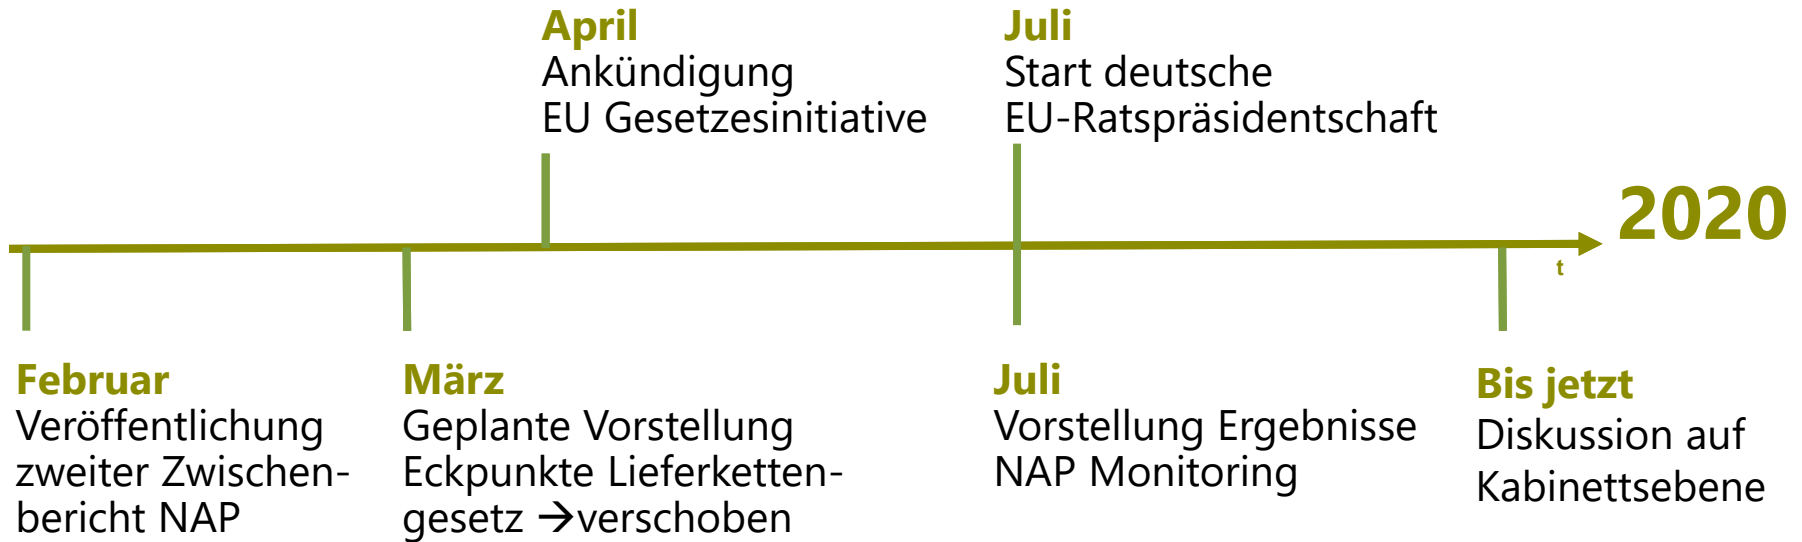 April
Ankündigung
EU Gesetzesinitiative
Juli
Start deutsche
EU-Ratspräsidentschaft
2020
t
Februar
Veröffentlichung
zweiter Zwischen-
bericht NAP
März
Geplante Vorstellung
Eckpunkte Lieferketten-
gesetz →verschoben
Juli
Vorstellung Ergebnisse
NAP Monitoring
Bis jetzt
Diskussion auf
Kabinettsebene